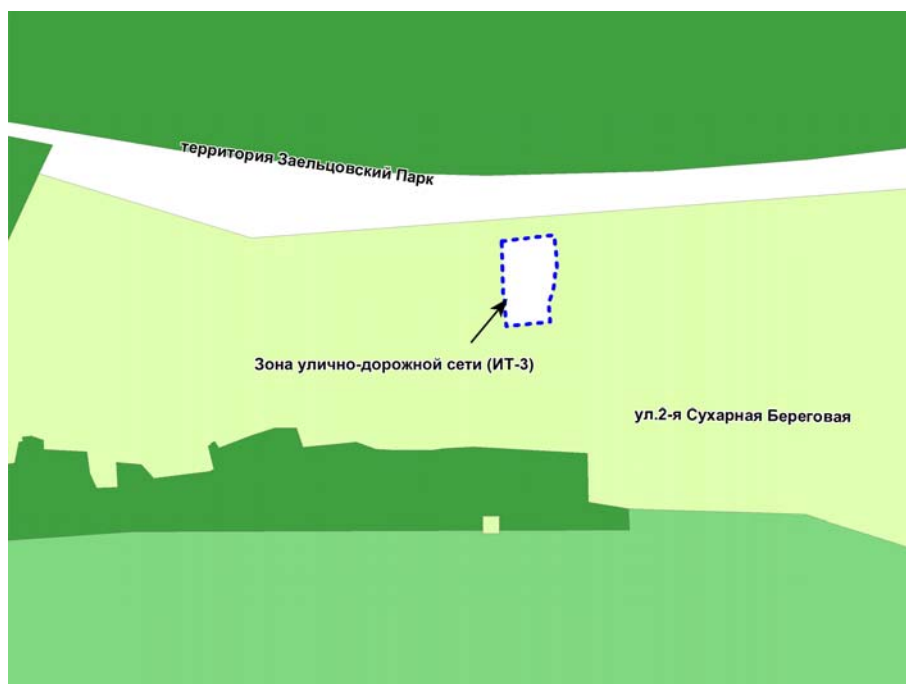 территория Заельцовский Парк
Зона улично-дорожной сети (ИТ-3)
ул.2-я Сухарная Береговая